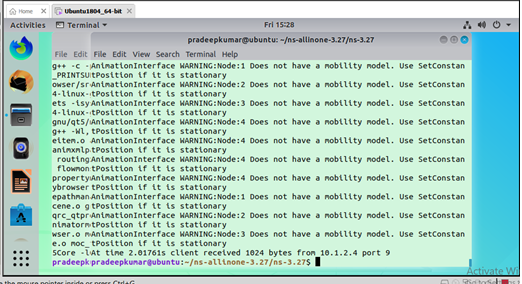 Home
Ubuntu1804_64-bit
Activities
Terminal
Fri 15:28
pradeepkumar@ubuntu: ~/ns-allinone-3.27/ns-3.27
File Edit
File Edit View Search Terminal Help
g++ -c -AnimationInterface WARNING:Node:1 Does not have a mobility model. Use SetConstan
_PRINTSUtPosition if it is stationary
owser/srAnimationInterface WARNING:Node:2 Does not have a mobility model. Use SetConstan
4-linux-tPosition if it is stationary
ets -isyAnimationInterface WARNING:Node:3 Does not have a mobility model. Use SetConstan
4-linux-tPosition if it is stationary
gnu/qt5/AnimationInterface WARNING:Node:4 Does not have a mobility model. Use SetConstan
g++ -Wl,tPosition if it is stationary
eitem.o AnimationInterface WARNING:Node:4 Does not have a mobility model. Use SetConstan
animxmlptPosition if it is stationary
routingAnimationInterface WARNING:Node:4 Does not have a mobility model. Use SetConstan
flowmontPosition if it is stationary
propertyAnimationInterface WARNING:Node:4 Does not have a mobility model. Use SetConstan
ybrowsertPosition if it is stationary
epathmanAnimationInterface WARNING:Node:1 Does not have a mobility model. Use SetConstan
cene.o gtPosition if it is stationary
qrc_qtprAnimationInterface WARNING:Node:2 Does not have a mobility model. Use SetConstan
nimatormtPosition if it is stationary
wser.o mAnimationInterface WARNING:Node:3 Does not have a mobility model. Use SetConstan
e.o moc_tPosition if it is stationary
5Core -lAt time 2.01761s client received 1024 bytes from 10.1.2.4 port 9
pradeepkpradeepkumar@ubuntu:~/ns-allinone-3.27/ns-3.27$
Activate Wi
the mouse pointer inside or press Ctrl+G.